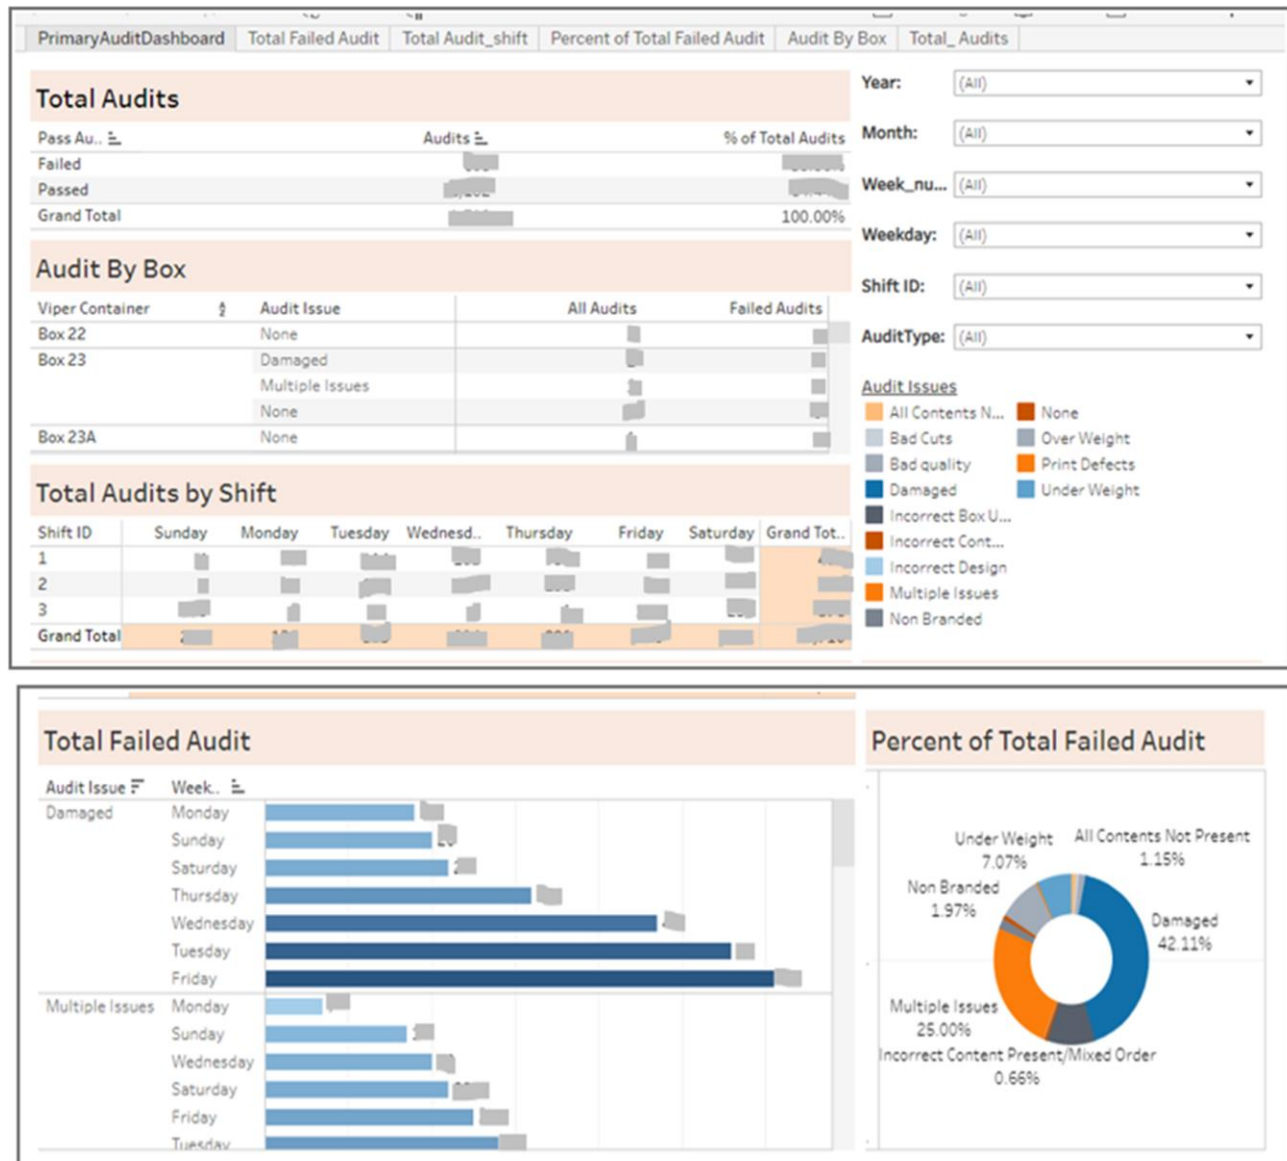 PrimaryAuditDashboard Total Failed Audit Total Audit_shift Percent of Total Failed Audit Audit By Box Total_ Audits
Total Audits
Pass Au.. Audits % of Total Audits
Failed
Passed
Grand Total 100.00%
Audit By Box
Viper Container Audit Issue All Audits Failed Audits
Box 22 None
Box 23 Damaged
Multiple Issues
None
Box 23A None
Total Audits by Shift
Shift ID Sunday Monday Tuesday Wednesd.. Thursday Friday Saturday Grand Tot..
1
2
3
Grand Total
Year: (All)
Month: (All)
Week_nu... (All)
Weekday: (All)
Shift ID: (All)
AuditType: (All)
Audit Issues
All Contents N... None
Bad Cuts Over Weight
Bad quality Print Defects
Damaged Under Weight
Incorrect Box U...
Incorrect Cont...
Incorrect Design
Multiple Issues
Non Branded
Total Failed Audit
Audit Issue Week..
Damaged Monday
Sunday
Saturday
Thursday
Wednesday
Tuesday
Friday
Multiple Issues Monday
Sunday
Wednesday
Saturday
Friday
Tuesday
Percent of Total Failed Audit
Under Weight
7.07%
All Contents Not Present
1.15%
Non Branded
1.97%
Damaged
42.11%
Multiple Issues
25.00%
Incorrect Content Present/Mixed Order
0.66%